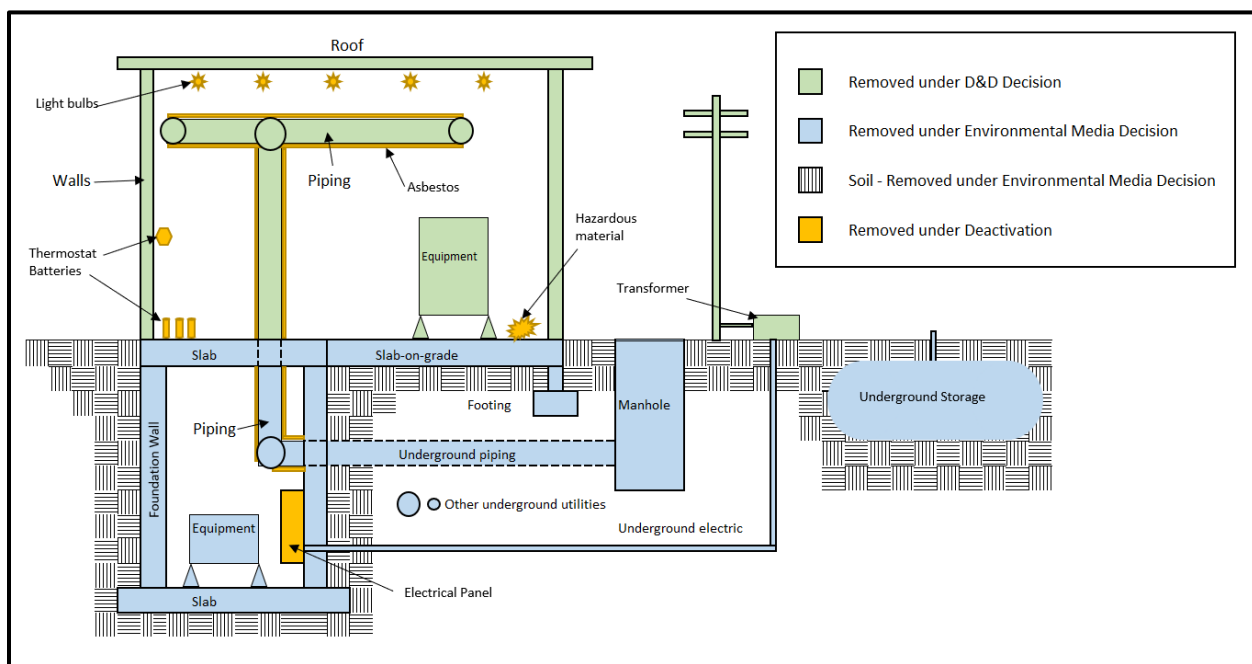 Roof
Light bulbs
Removed under D&D Decision
Removed under Environmental Media Decision
Soil - Removed under Environmental Media Decision
Removed under Deactivation
Walls
Piping
Asbestos
Thermostat
Batteries
Equipment
Hazardous
material
Transformer
Slab
Slab-on-grade
Footing
Manhole
Underground Storage
Foundation Wall
Piping
Underground piping
Other underground utilities
Equipment
Underground electric
Electrical Panel
Slab